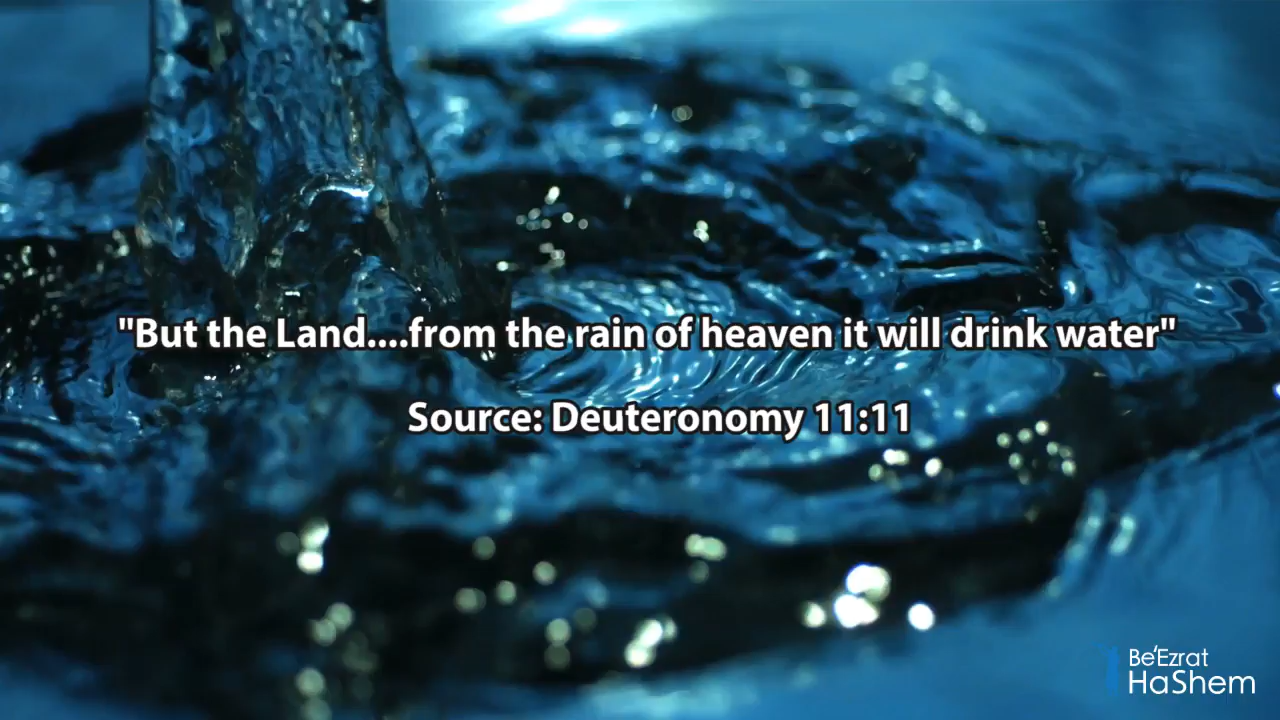 "But the Land....from the rain of heaven it will drink water"
Source: Deuteronomy 11:11
Be'Ezrat
HaShem